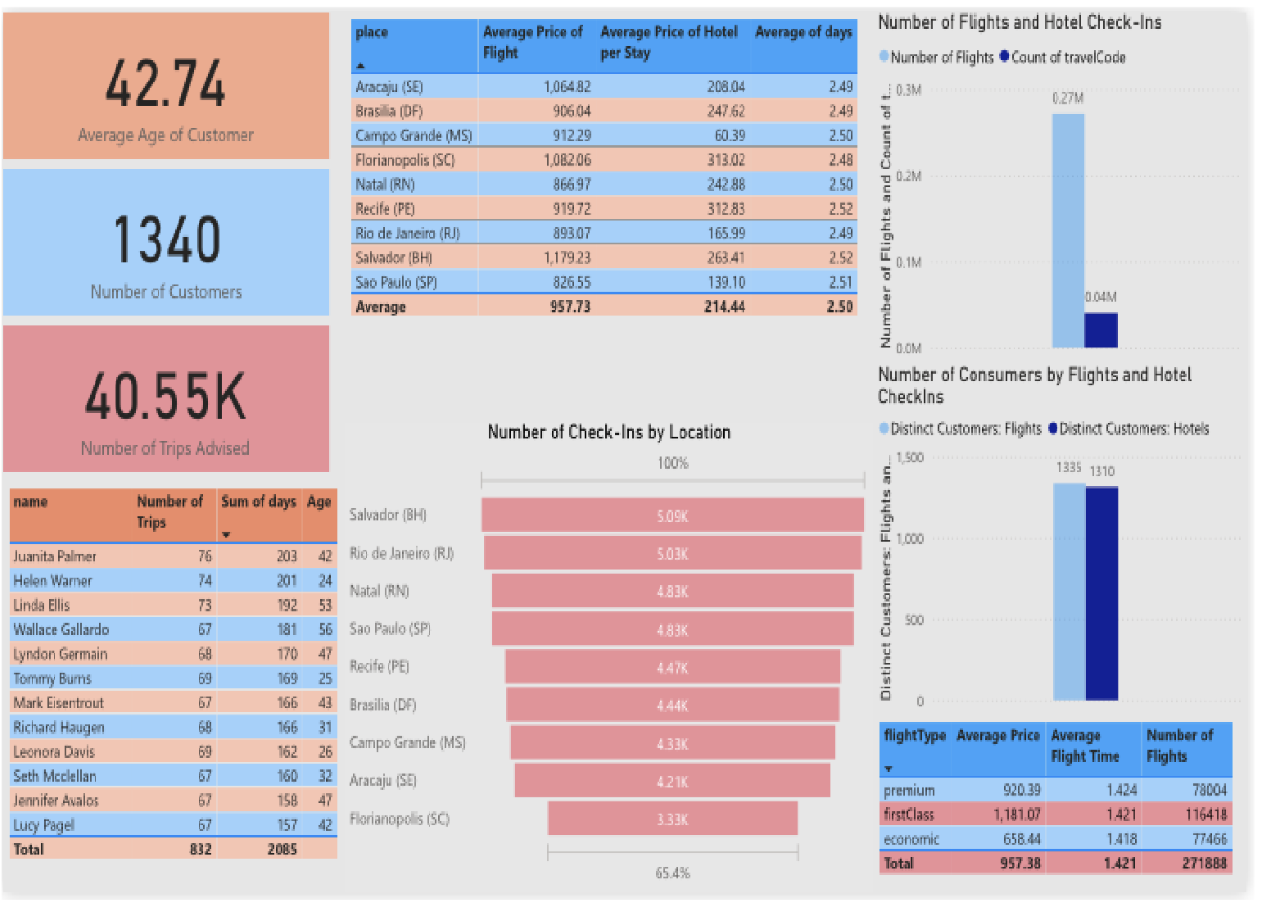 42.74
Average Age of Customer
1340
Number of Customers
40.55K
Number of Trips Advised
name Number of Trips Sum of days Age
Juanita Palmer 76 203 42
Helen Warner 74 201 24
Linda Ellis 73 192 53
Wallace Gallardo 67 181 56
Lyndon Germain 68 170 47
Tommy Burns 69 169 25
Mark Eisentrout 67 166 43
Richard Haugen 68 166 31
Leonora Davis 69 162 26
Seth Mcclellan 67 160 32
Jennifer Avalos 67 158 47
Lucy Pagel 67 157 42
Total 832 2085
place Average Price of Flight Average Price of Hotel per Stay Average of days
Aracaju (SE) 1,064.82 208.04 2.49
Brasilia (DF) 906.04 247.62 2.49
Campo Grande (MS) 912.29 60.39 2.50
Florianopolis (SC) 1,082.06 313.02 2.48
Natal (RN) 866.97 242.88 2.50
Recife (PE) 919.72 312.83 2.52
Rio de Janeiro (RJ) 893.07 165.99 2.49
Salvador (BH) 1,179.23 263.41 2.52
Sao Paulo (SP) 826.55 139.10 2.51
Average 957.73 214.44 2.50
Number of Check-Ins by Location
100%
Salvador (BH) 5.09K
Rio de Janeiro (RJ) 5.03K
Natal (RN) 4.83K
Sao Paulo (SP) 4.83K
Recife (PE) 4.47K
Brasilia (DF) 4.44K
Campo Grande (MS) 4.33K
Aracaju (SE) 4.21K
Florianopolis (SC) 3.33K
65.4%
Number of Flights and Hotel Check-Ins
Number of Flights Count of travelCode
Number of Flights and Count of t...
0.3M
0.2M
0.1M
0.0M
0.27M
0.04M
Number of Consumers by Flights and Hotel
CheckIns
Distinct Customers: Flights Distinct Customers: Hotels
Distinct Customers: Flights an...
1,500
1,000
500
0
1335 1310
flightType Average Price Average Flight Time Number of Flights
premium 920.39 1.424 78004
firstClass 1,181.07 1.421 116418
economic 658.44 1.418 77466
Total 957.38 1.421 271888